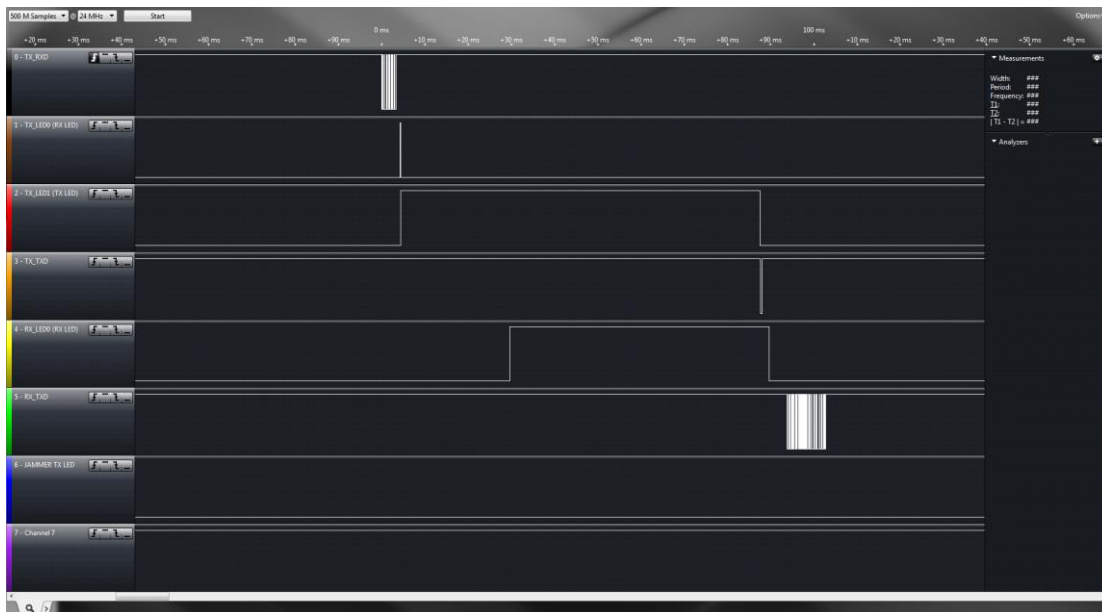 500 M Samples @ 24 MHz Start
Options
0 ms 100 ms
+20 ms +30 ms +40 ms +50 ms +60 ms +70 ms +80 ms +90 ms +10 ms +20 ms +30 ms +40 ms +50 ms +60 ms +70 ms +80 ms +90 ms +10 ms +20 ms +30 ms +40 ms +50 ms +60 ms
0 - TX_RXD
1 - TX_LED0 (RX LED)
2 - TX_LED1 (TX LED)
3 - TX_TXD
4 - RX_LED0 (RX LED)
5 - RX_TXD
6 - JAMMER TX LED
7 - Channel 7
Measurements
Width: ###
Period: ###
Frequency: ###
T1: ###
T2: ###
| T1 - T2 | = ###
Analyzers